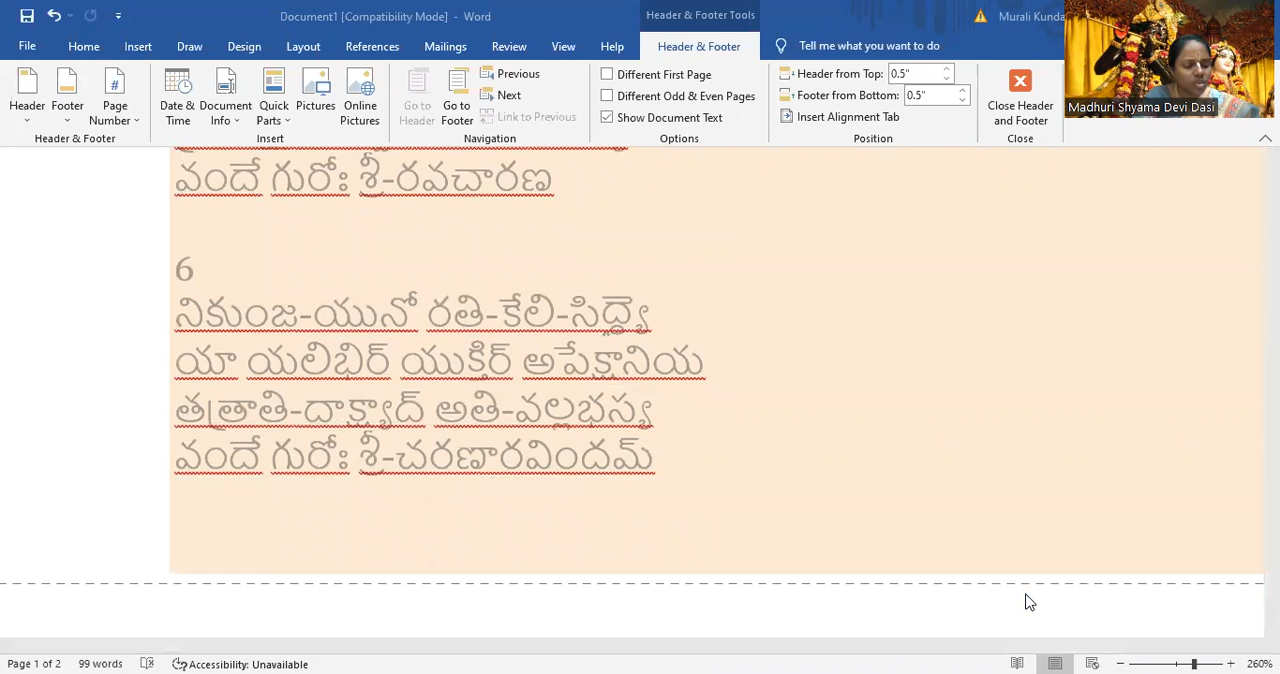 Document1 [Compatibility Mode] - Word
Header & Footer Tools
Murali Kunda
File Home Insert Draw Design Layout References Mailings Review View Help Header & Footer Tell me what you want to do
Header Footer Page Number
Header & Footer
Date & Time Document Info Quick Parts Pictures Online Pictures
Insert
Go to Header Go to Footer Previous Next Link to Previous
Navigation
Different First Page
Different Odd & Even Pages
Show Document Text
Options
Header from Top: 0.5"
Footer from Bottom: 0.5"
Insert Alignment Tab
Position
Close Header and Footer
Close
Madhuri Shyama Devi Dasi
వందే గురోః శ్రీ-రవచారణ
6
నికుంజ-యునో రతి-కేలి-సిద్ధ్యై
యా యలిభిర్ యుక్తిర్ అపేక్షానియ
తత్రాతి-దాక్ష్యాద్ అతి-వల్లభస్య
వందే గురోః శ్రీ-చరణారవిందమ్
Page 1 of 2 99 words Accessibility: Unavailable 260%